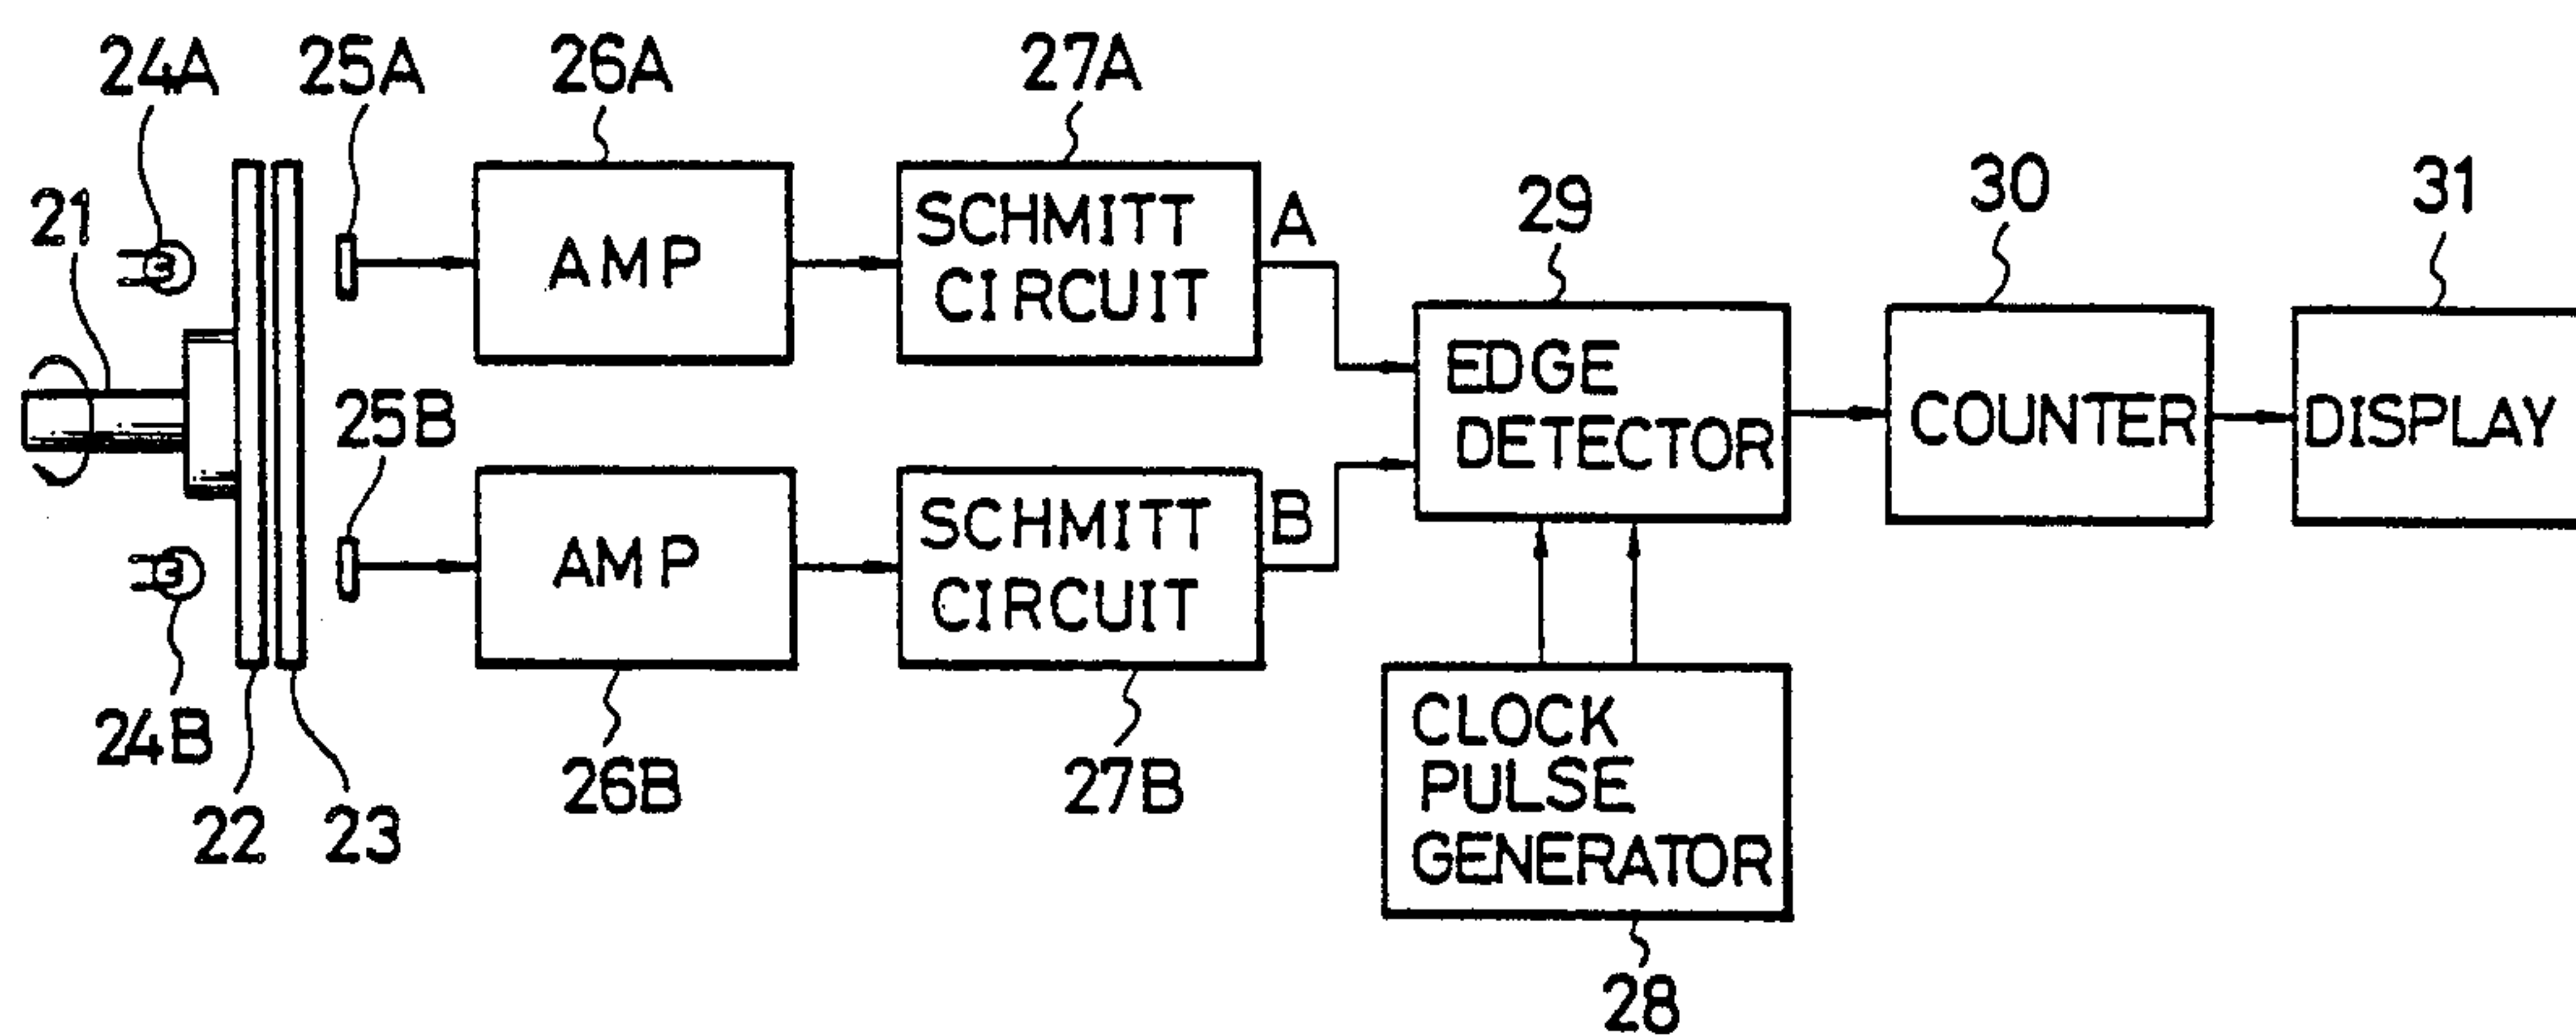 24A
25A
26A
27A
21
AMP
SCHMITT
CIRCUIT
A
29
30
31
25B
EDGE
DETECTOR
COUNTER
DISPLAY
AMP
SCHMITT
CIRCUIT
B
24B
22
23
26B
27B
CLOCK
PULSE
GENERATOR
28